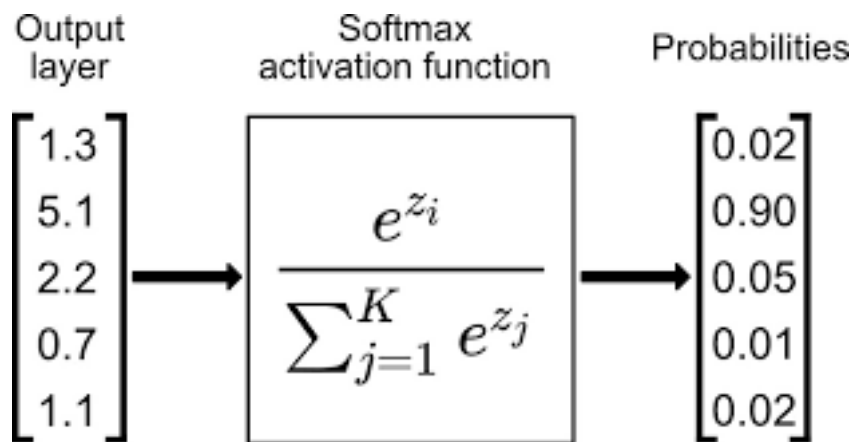 Output
layer
Softmax
activation function
Probabilities
1.3
5.1
2.2
0.7
1.1
e^{z_i}
\sum_{j=1}^{K} e^{z_j}
0.02
0.90
0.05
0.01
0.02